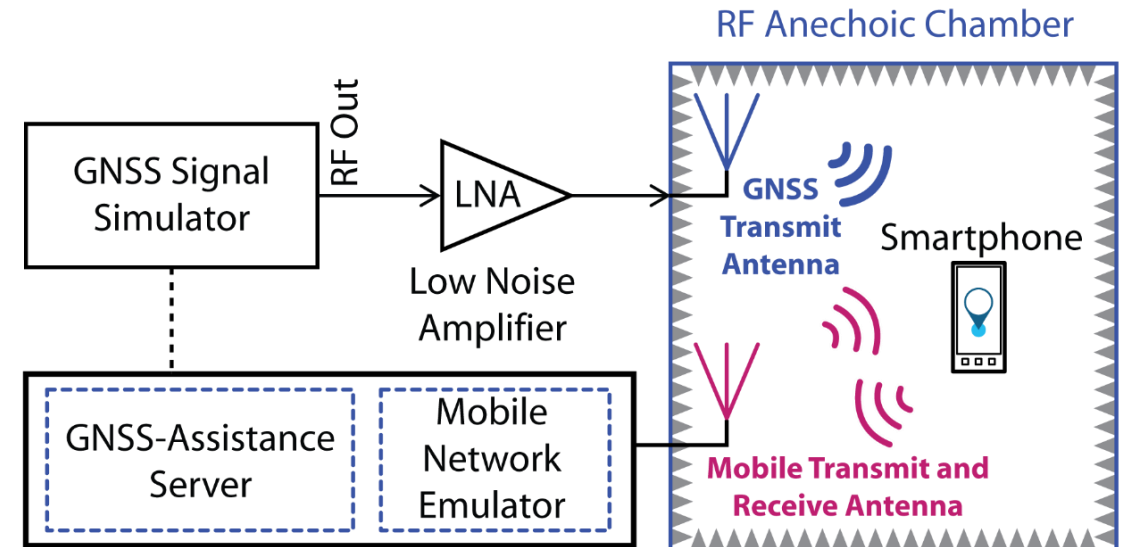 RF Anechoic Chamber
RF Out
GNSS Signal
Simulator
LNA
Low Noise
Amplifier
GNSS
Transmit
Antenna
Smartphone
GNSS-Assistance
Server
Mobile
Network
Emulator
Mobile Transmit and
Receive Antenna